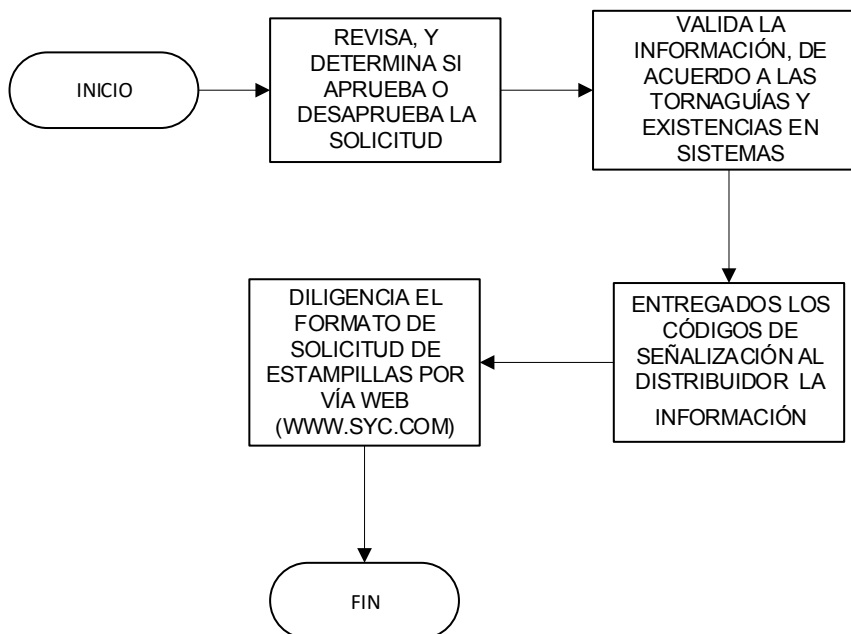 INICIO
REVISA, Y
DETERMINA SI
APRUEBA O
DESAPRUEBA LA
SOLICITUD
VALIDA LA
INFORMACIÓN, DE
ACUERDO A LAS
TORNAGUÍAS Y
EXISTENCIAS EN
SISTEMAS
ENTREGADOS LOS
CÓDIGOS DE
SEÑALIZACIÓN AL
DISTRIBUIDOR LA
INFORMACIÓN
DILIGENCIA EL
FORMATO DE
SOLICITUD DE
ESTAMPILLAS POR
VÍA WEB
(WWW.SYC.COM)
FIN